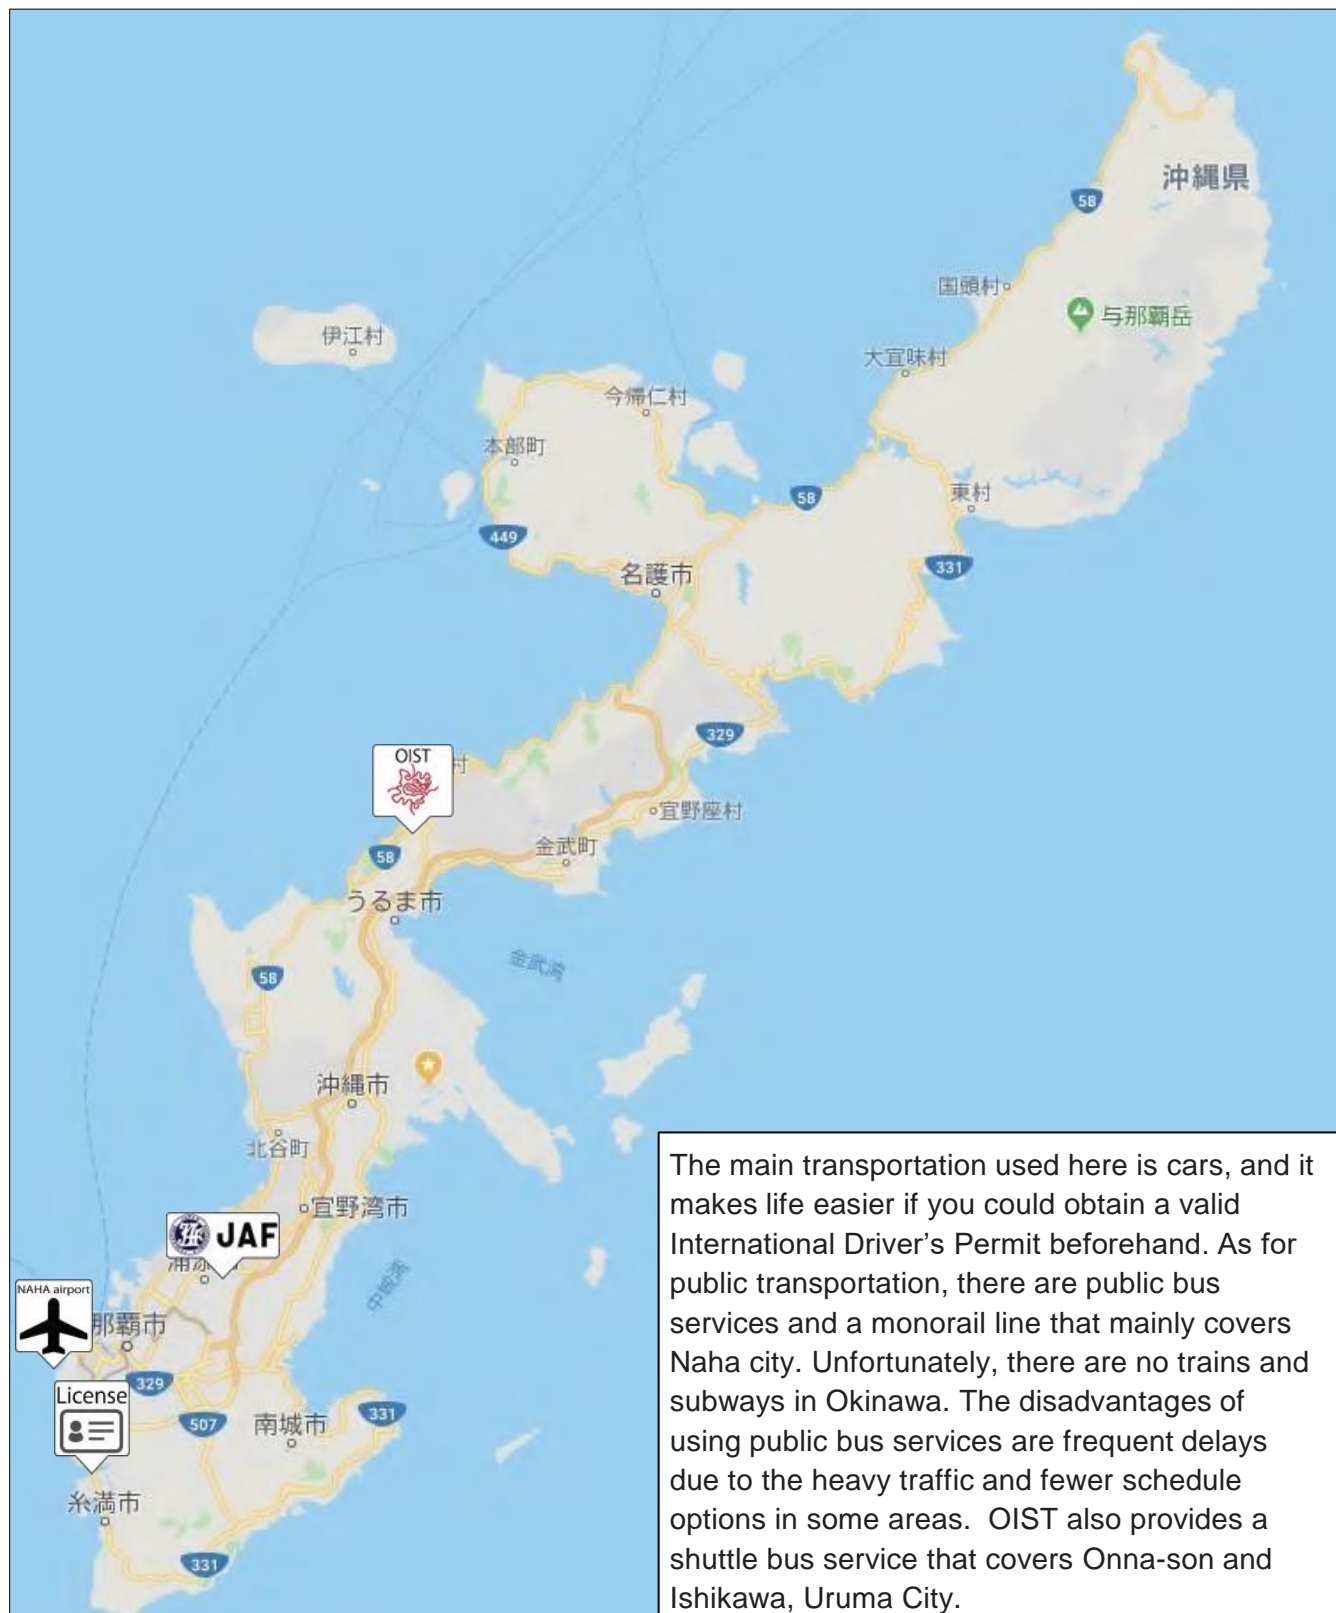 沖縄県
58
国頭村
与那覇岳
伊江村
大宜味村
今帰仁村
本部町
58
東村
449
331
名護市
329
OIST
村
宜野座村
金武町
58
うるま市
金武湾
58
沖縄市
北谷町
宜野湾市
JAF
中城湾
NAHA airport
那覇市
329
License
331
507
南城市
糸満市
331
The main transportation used here is cars, and it
makes life easier if you could obtain a valid
International Driver’s Permit beforehand. As for
public transportation, there are public bus
services and a monorail line that mainly covers
Naha city. Unfortunately, there are no trains and
subways in Okinawa. The disadvantages of
using public bus services are frequent delays
due to the heavy traffic and fewer schedule
options in some areas.  OIST also provides a
shuttle bus service that covers Onna-son and
Ishikawa, Uruma City.